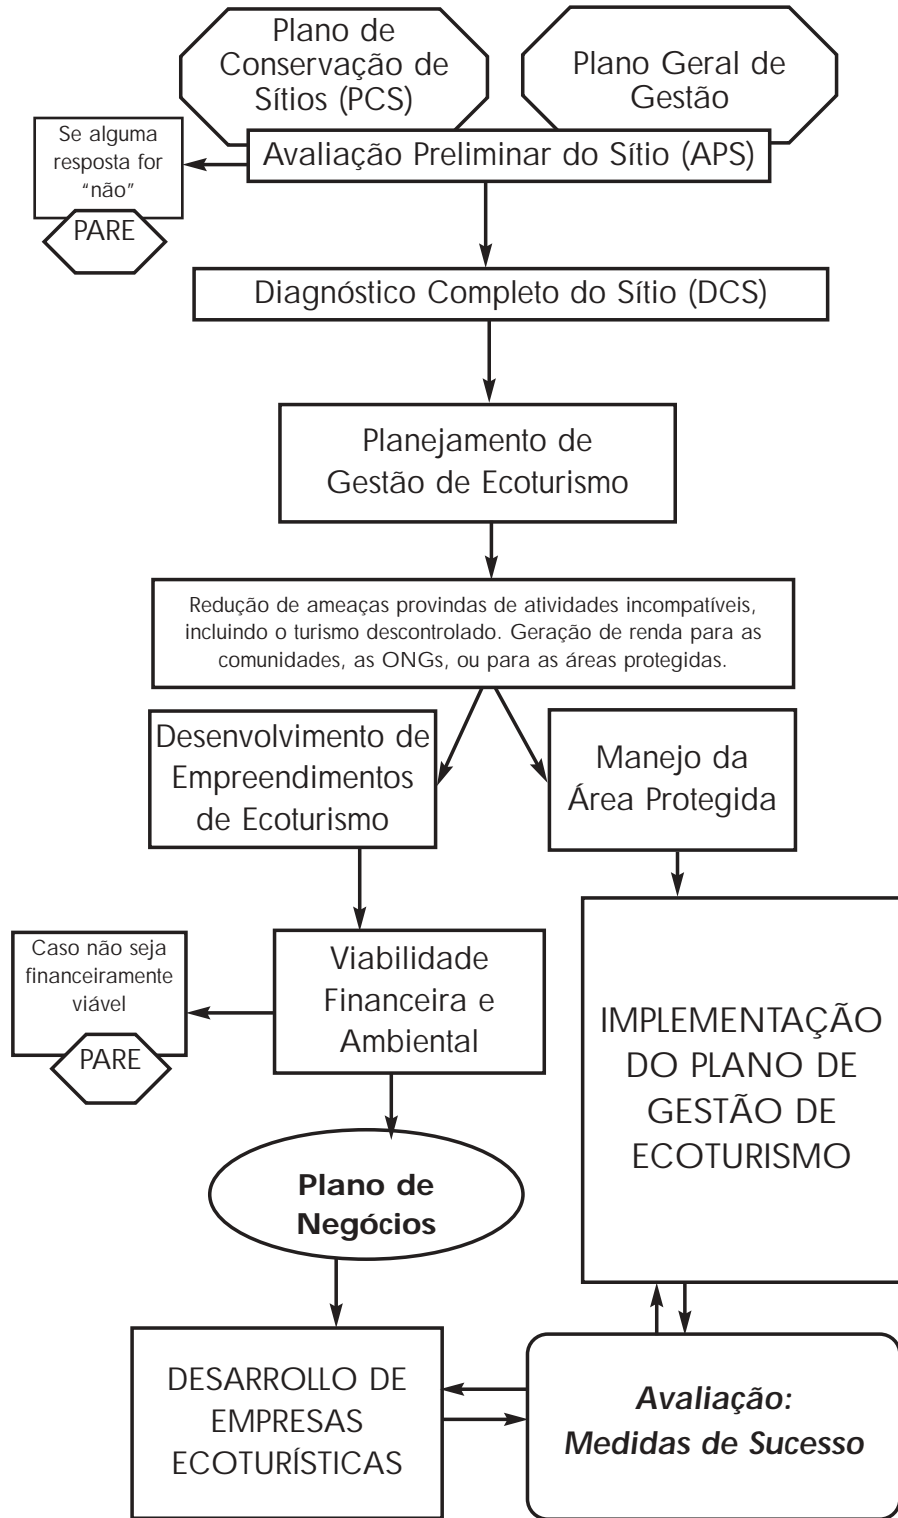 Plano de
Conservação de
Sítios (PCS)
Plano Geral de
Gestão
Se alguma
resposta for
“não”
PARE
Avaliação Preliminar do Sítio (APS)
Diagnóstico Completo do Sítio (DCS)
Planejamento de
Gestão de Ecoturismo
Redução de ameaças provindas de atividades incompatíveis,
incluindo o turismo descontrolado. Geração de renda para as
comunidades, as ONGs, ou para as áreas protegidas.
Desenvolvimento de
Empreendimentos
de Ecoturismo
Manejo da
Área Protegida
Caso não seja
financeiramente
viável
PARE
Viabilidade
Financeira e
Ambiental
IMPLEMENTAÇÃO
DO PLANO DE
GESTÃO DE
ECOTURISMO
Plano de
Negócios
DESARROLLO DE
EMPRESAS
ECOTURÍSTICAS
Avaliação:
Medidas de Sucesso